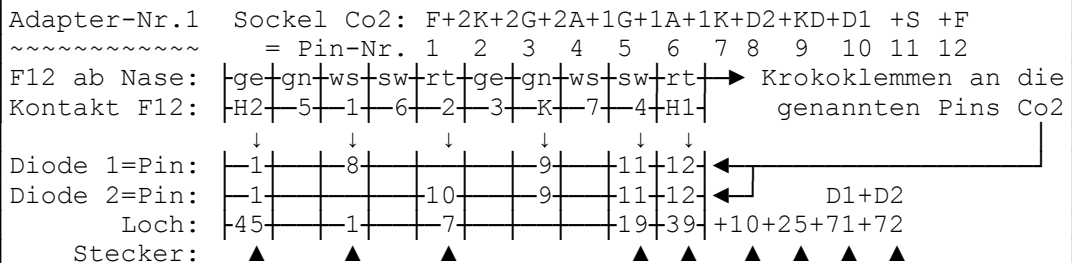 Adapter-Nr.1 Sockel Co2: F+2K+2G+2A+1G+1A+1K+D2+KD+D1 +S +F
~~~~~~~~~~~~ = Pin-Nr. 1 2 3 4 5 6 7 8 9 10 11 12
F12 ab Nase: ge gn ws sw rt ge gn ws sw rt ► Krokoklemmen an die
Kontakt F12: H2 5 1 6 2 3 K 7 4 H1 genannten Pins Co2
↓ ↓ ↓ ↓ ↓ ↓
Diode 1=Pin: 1 8 9 11 12 ◄
Diode 2=Pin: 1 10 9 11 12 ◄ D1+D2
Loch: 45 1 7 19 39 +10+25+71+72
Stecker: ▲ ▲ ▲ ▲ ▲ ▲ ▲ ▲ ▲